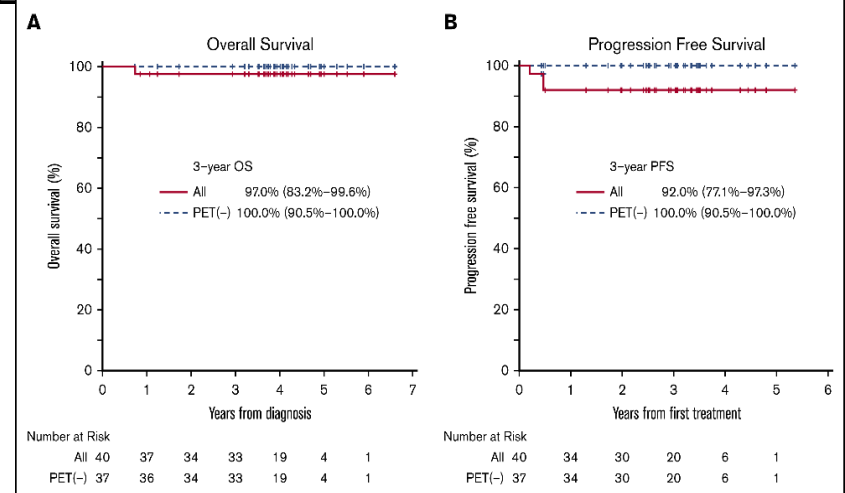 A
Overall Survival
100
80
60
40
20
0
Overall survival (%)
3-year OS
All 97.0% (83.2%-99.6%)
PET(-) 100.0% (90.5%-100.0%)
0 1 2 3 4 5 6 7
Years from diagnosis
Number at Risk
All 40 37 34 33 19 4 1
PET(-) 37 36 34 33 19 4 1
B
Progression Free Survival
100
80
60
40
20
0
Progression free survival (%)
3-year PFS
All 92.0% (77.1%-97.3%)
PET(-) 100.0% (90.5%-100.0%)
0 1 2 3 4 5 6
Years from first treatment
Number at Risk
All 40 34 30 20 6 1
PET(-) 37 34 30 20 6 1